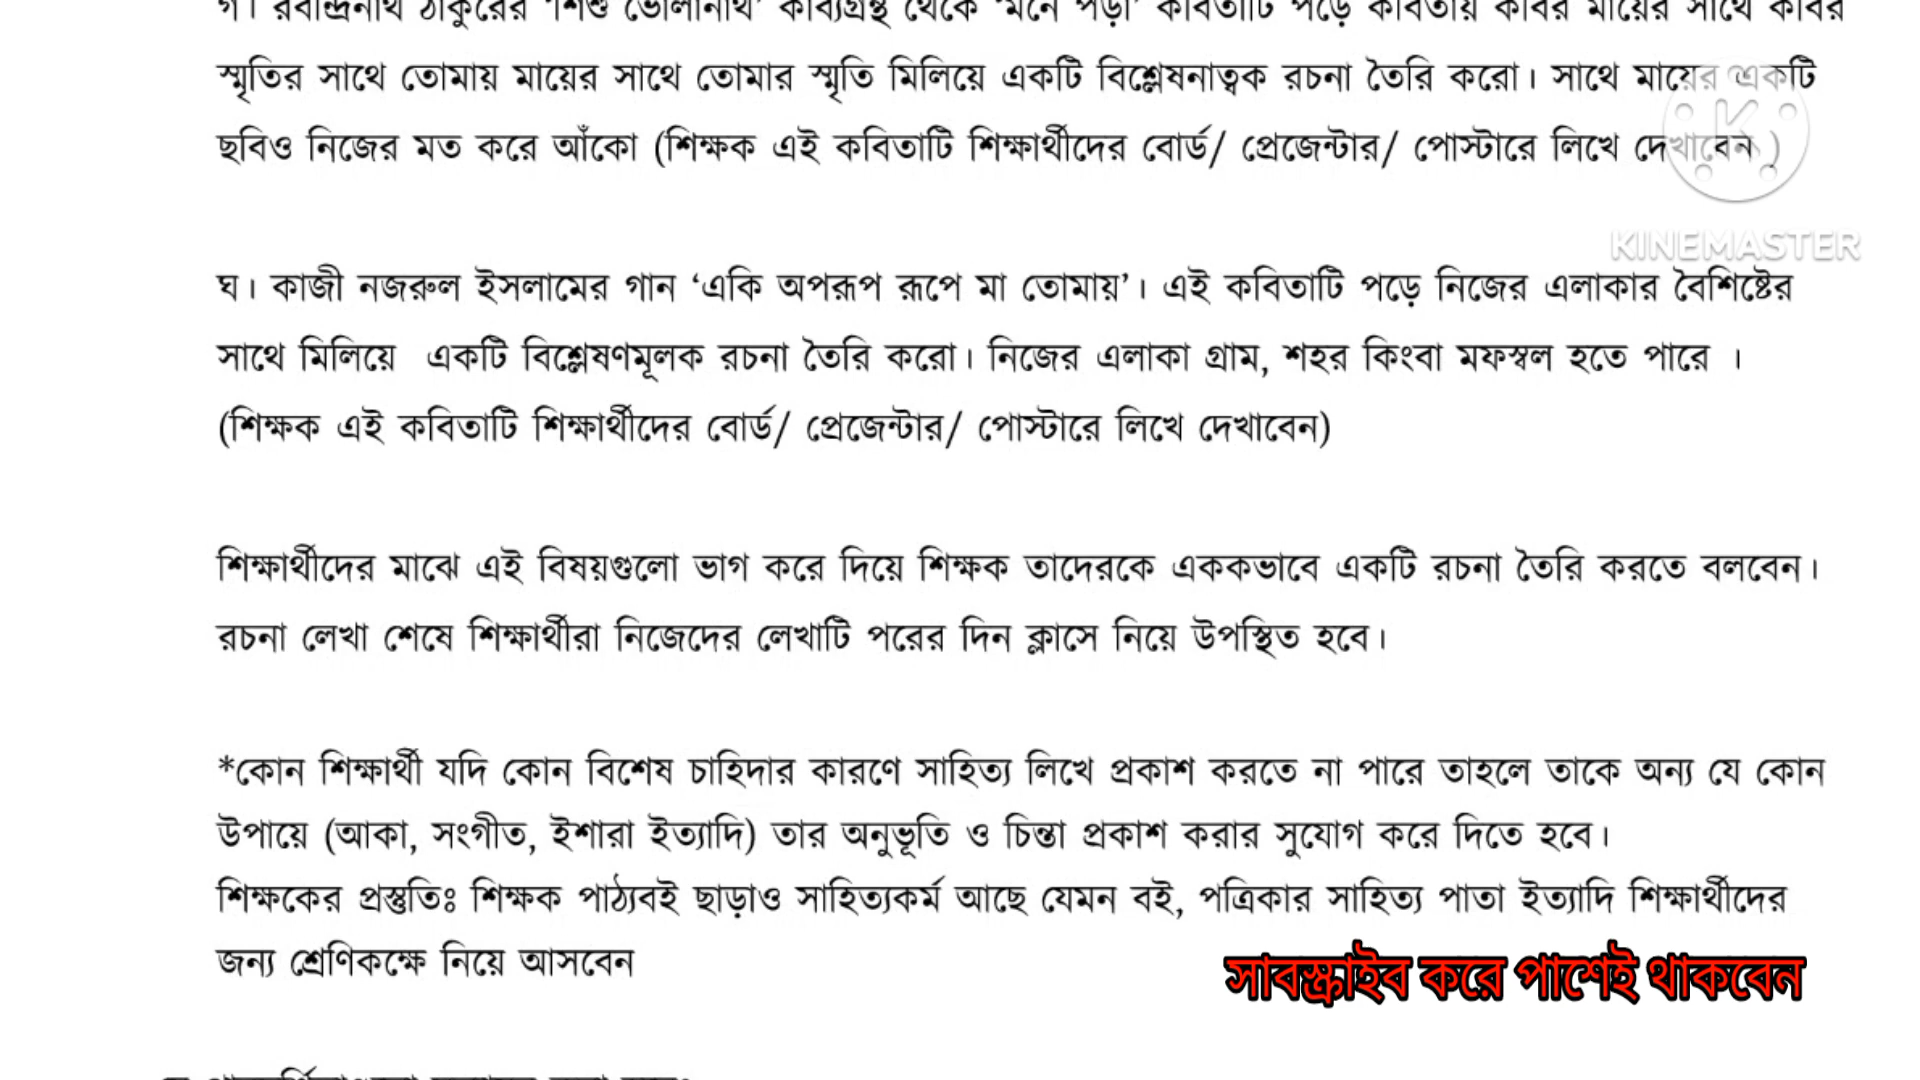 গ। রবীন্দ্রনাথ ঠাকুরের ‘শিশু ভোলানাথ’ কাব্যগ্রন্থ থেকে ‘মনে পড়া’ কবিতাটি পড়ে কবিতায় কবির মায়ের সাথে কবির
স্মৃতির সাথে তোমায় মায়ের সাথে তোমার স্মৃতি মিলিয়ে একটি বিশ্লেষনাত্বক রচনা তৈরি করো। সাথে মায়ের একটি
ছবিও নিজের মত করে আঁকো (শিক্ষক এই কবিতাটি শিক্ষার্থীদের বোর্ড/ প্রেজেন্টার/ পোস্টারে লিখে দেখাবেন )
KINEMASTER
ঘ। কাজী নজরুল ইসলামের গান ‘একি অপরূপ রূপে মা তোমায়’। এই কবিতাটি পড়ে নিজের এলাকার বৈশিষ্টের
সাথে মিলিয়ে একটি বিশ্লেষণমূলক রচনা তৈরি করো। নিজের এলাকা গ্রাম, শহর কিংবা মফস্বল হতে পারে ।
(শিক্ষক এই কবিতাটি শিক্ষার্থীদের বোর্ড/ প্রেজেন্টার/ পোস্টারে লিখে দেখাবেন)
শিক্ষার্থীদের মাঝে এই বিষয়গুলো ভাগ করে দিয়ে শিক্ষক তাদেরকে এককভাবে একটি রচনা তৈরি করতে বলবেন।
রচনা লেখা শেষে শিক্ষার্থীরা নিজেদের লেখাটি পরের দিন ক্লাসে নিয়ে উপস্থিত হবে।
*কোন শিক্ষার্থী যদি কোন বিশেষ চাহিদার কারণে সাহিত্য লিখে প্রকাশ করতে না পারে তাহলে তাকে অন্য যে কোন
উপায়ে (আকা, সংগীত, ইশারা ইত্যাদি) তার অনুভূতি ও চিন্তা প্রকাশ করার সুযোগ করে দিতে হবে।
শিক্ষকের প্রস্তুতিঃ শিক্ষক পাঠ্যবই ছাড়াও সাহিত্যকর্ম আছে যেমন বই, পত্রিকার সাহিত্য পাতা ইত্যাদি শিক্ষার্থীদের
জন্য শ্রেণিকক্ষে নিয়ে আসবেন
সাবস্ক্রাইব করে পাশেই থাকবেন